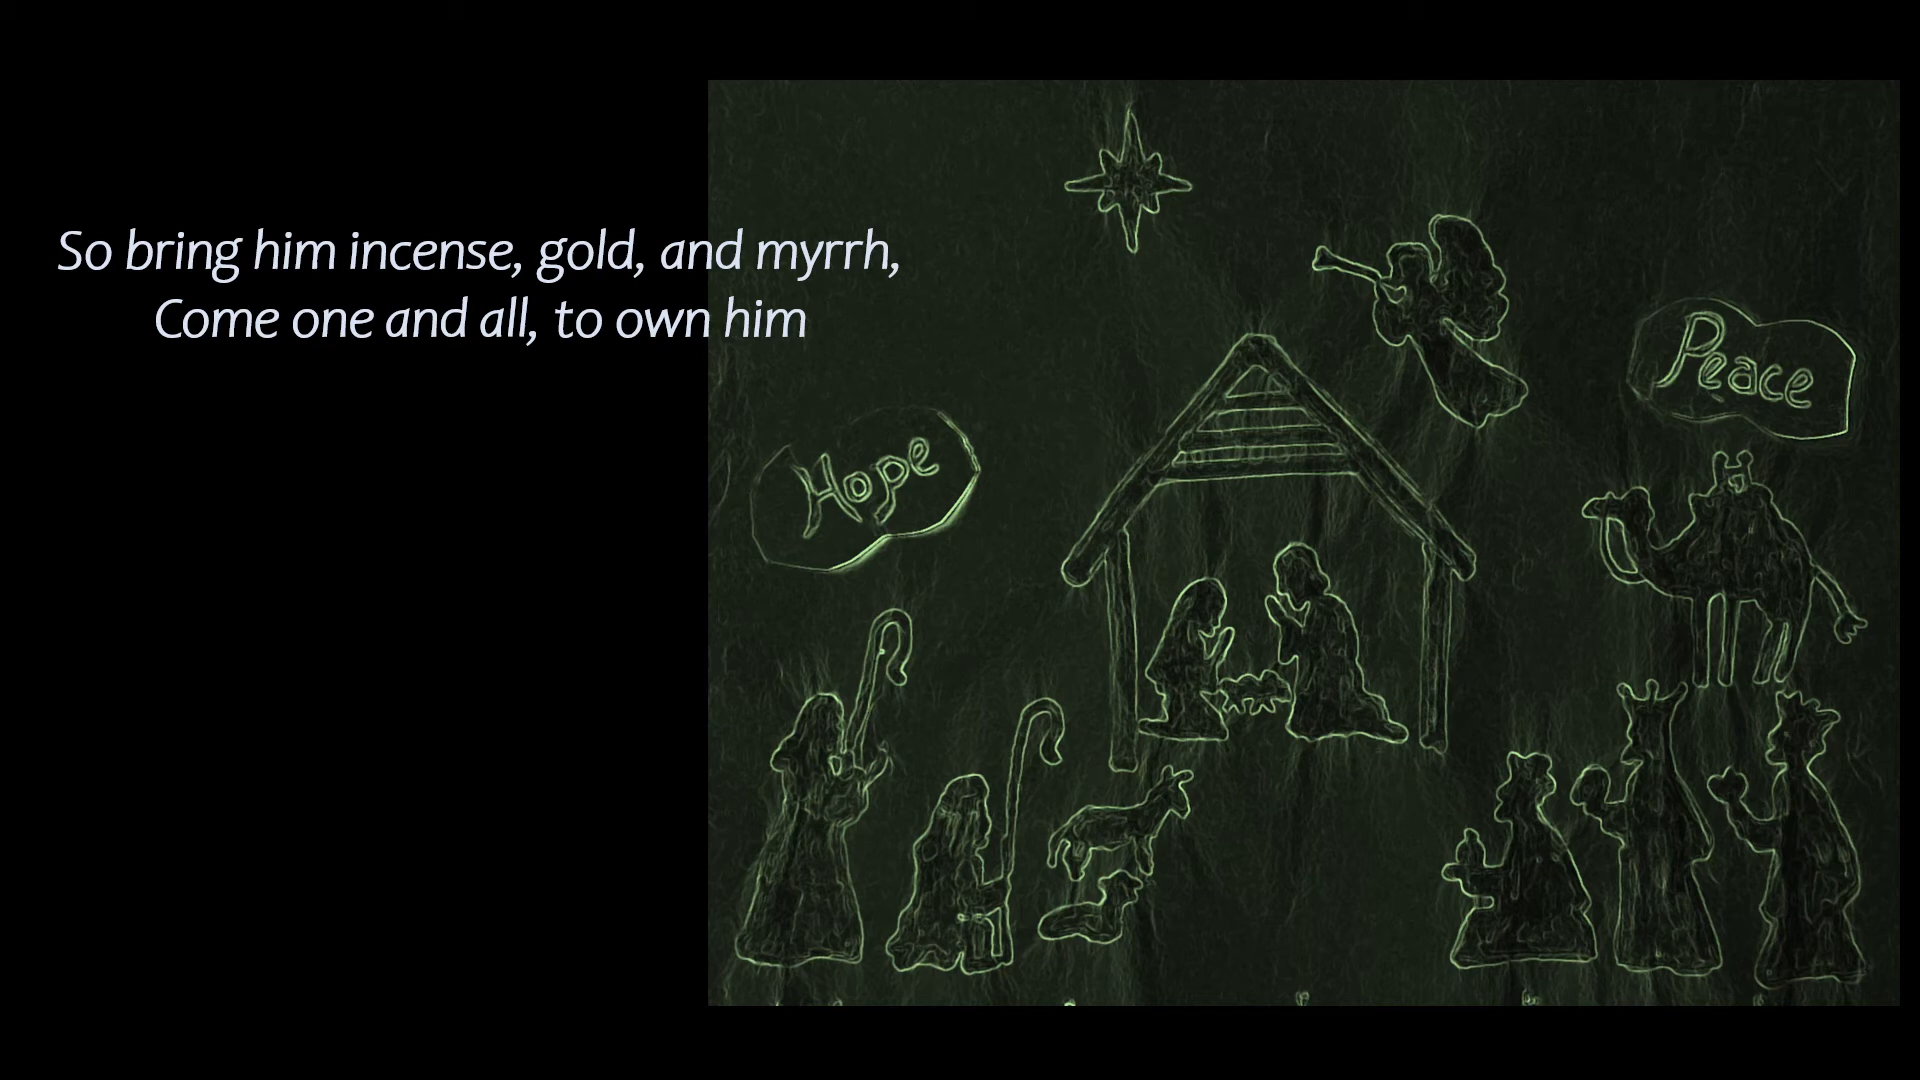 So bring him incense, gold, and myrrh,
Come one and all, to own him
Peace
Hope